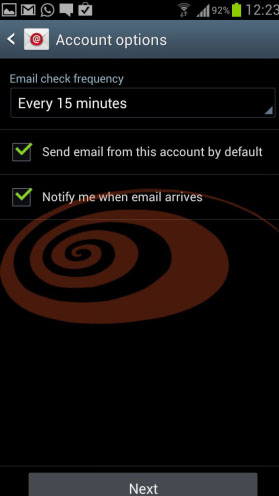 92% 12:23
Account options
Email check frequency
Every 15 minutes
Send email from this account by default
Notify me when email arrives
Next